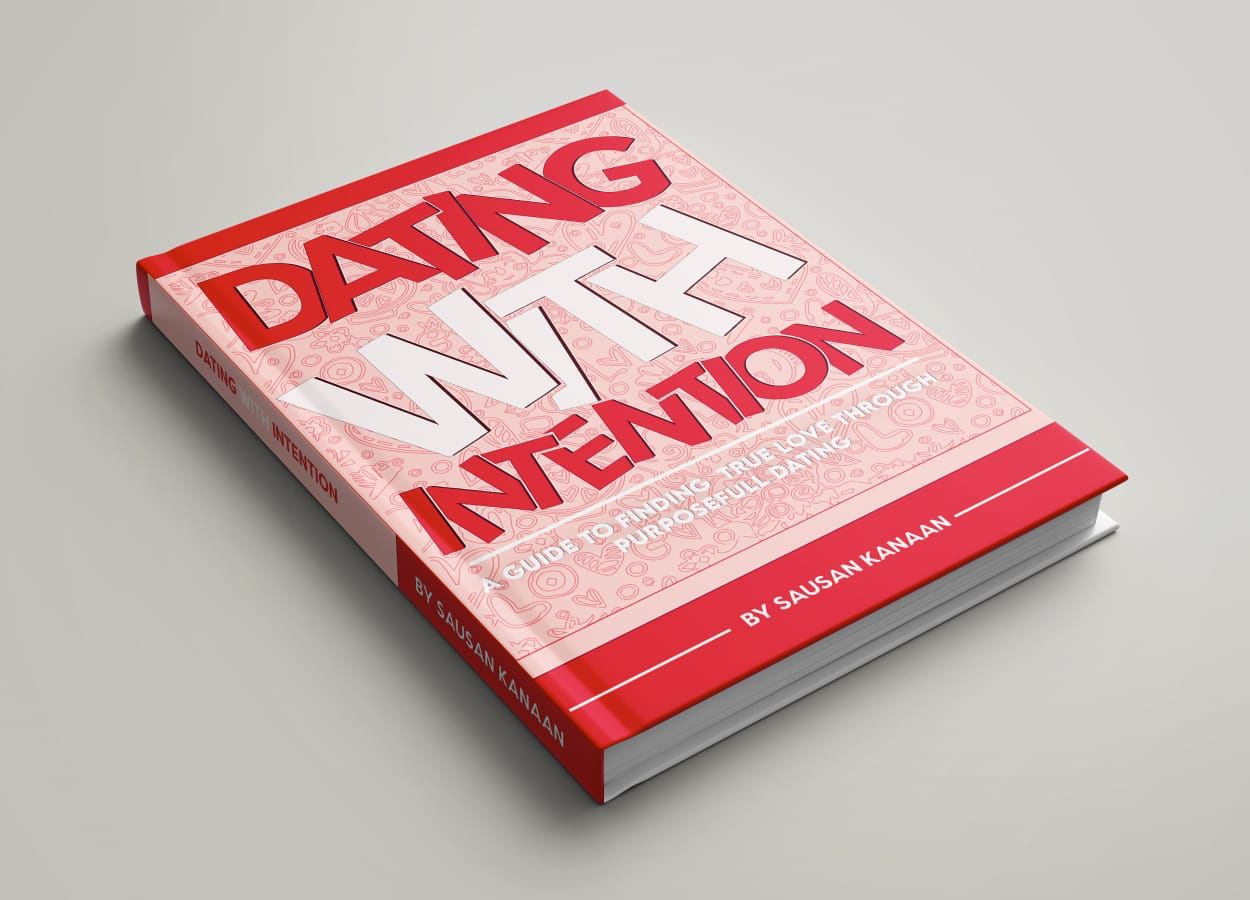 DATING
WITH
INTENTION
A GUIDE TO FINDING TRUE LOVE THROUGH
PURPOSEFULL DATING
BY SAUSAN KANAAN
DATING WITH INTENTION
BY SAUSAN KANAAN